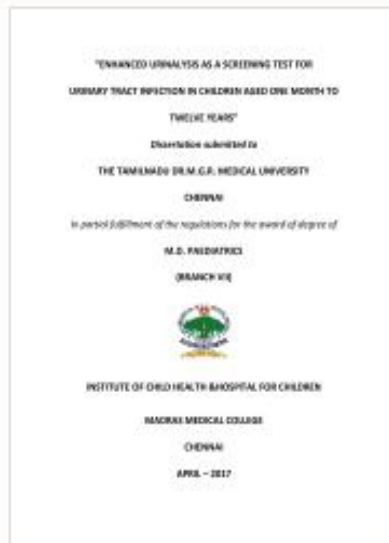 "ENHANCED URINALYSIS AS A SCREENING TEST FOR
URINARY TRACT INFECTION IN CHILDREN AGED ONE MONTH TO
TWELVE YEARS"
Dissertation submitted to
THE TAMILNADU DR.M.G.R. MEDICAL UNIVERSITY
CHENNAI
in partial fulfillment of the regulations for the award of degree of
M.D. PAEDIATRICS
(BRANCH VII)
INSTITUTE OF CHILD HEALTH &HOSPITAL FOR CHILDREN
MADRAS MEDICAL COLLEGE
CHENNAI
APRIL – 2017